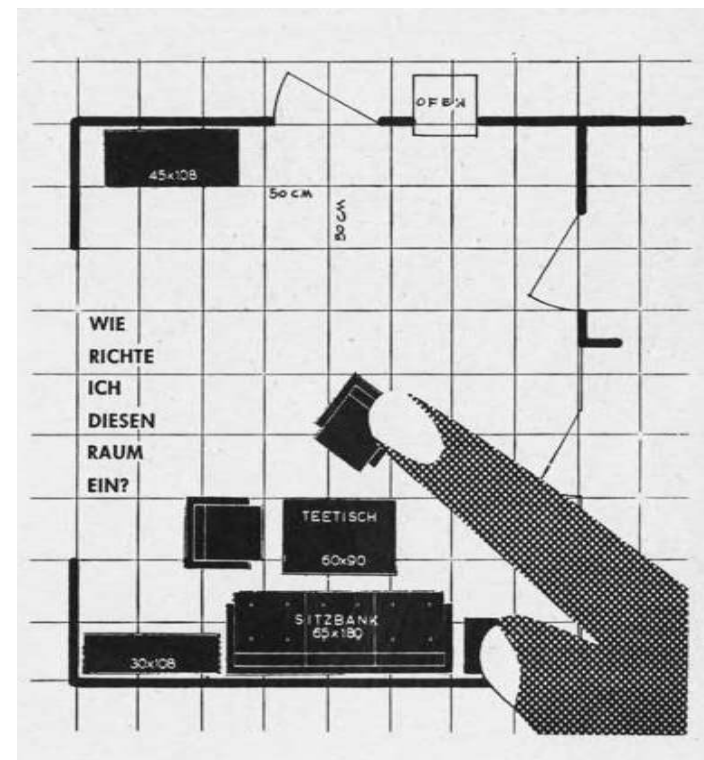 OFEN
45x108
50 CM
50 CM
WIE
RICHTE
ICH
DIESEN
RAUM
EIN?
TEETISCH
60x90
SITZBANK
65x180
30x108